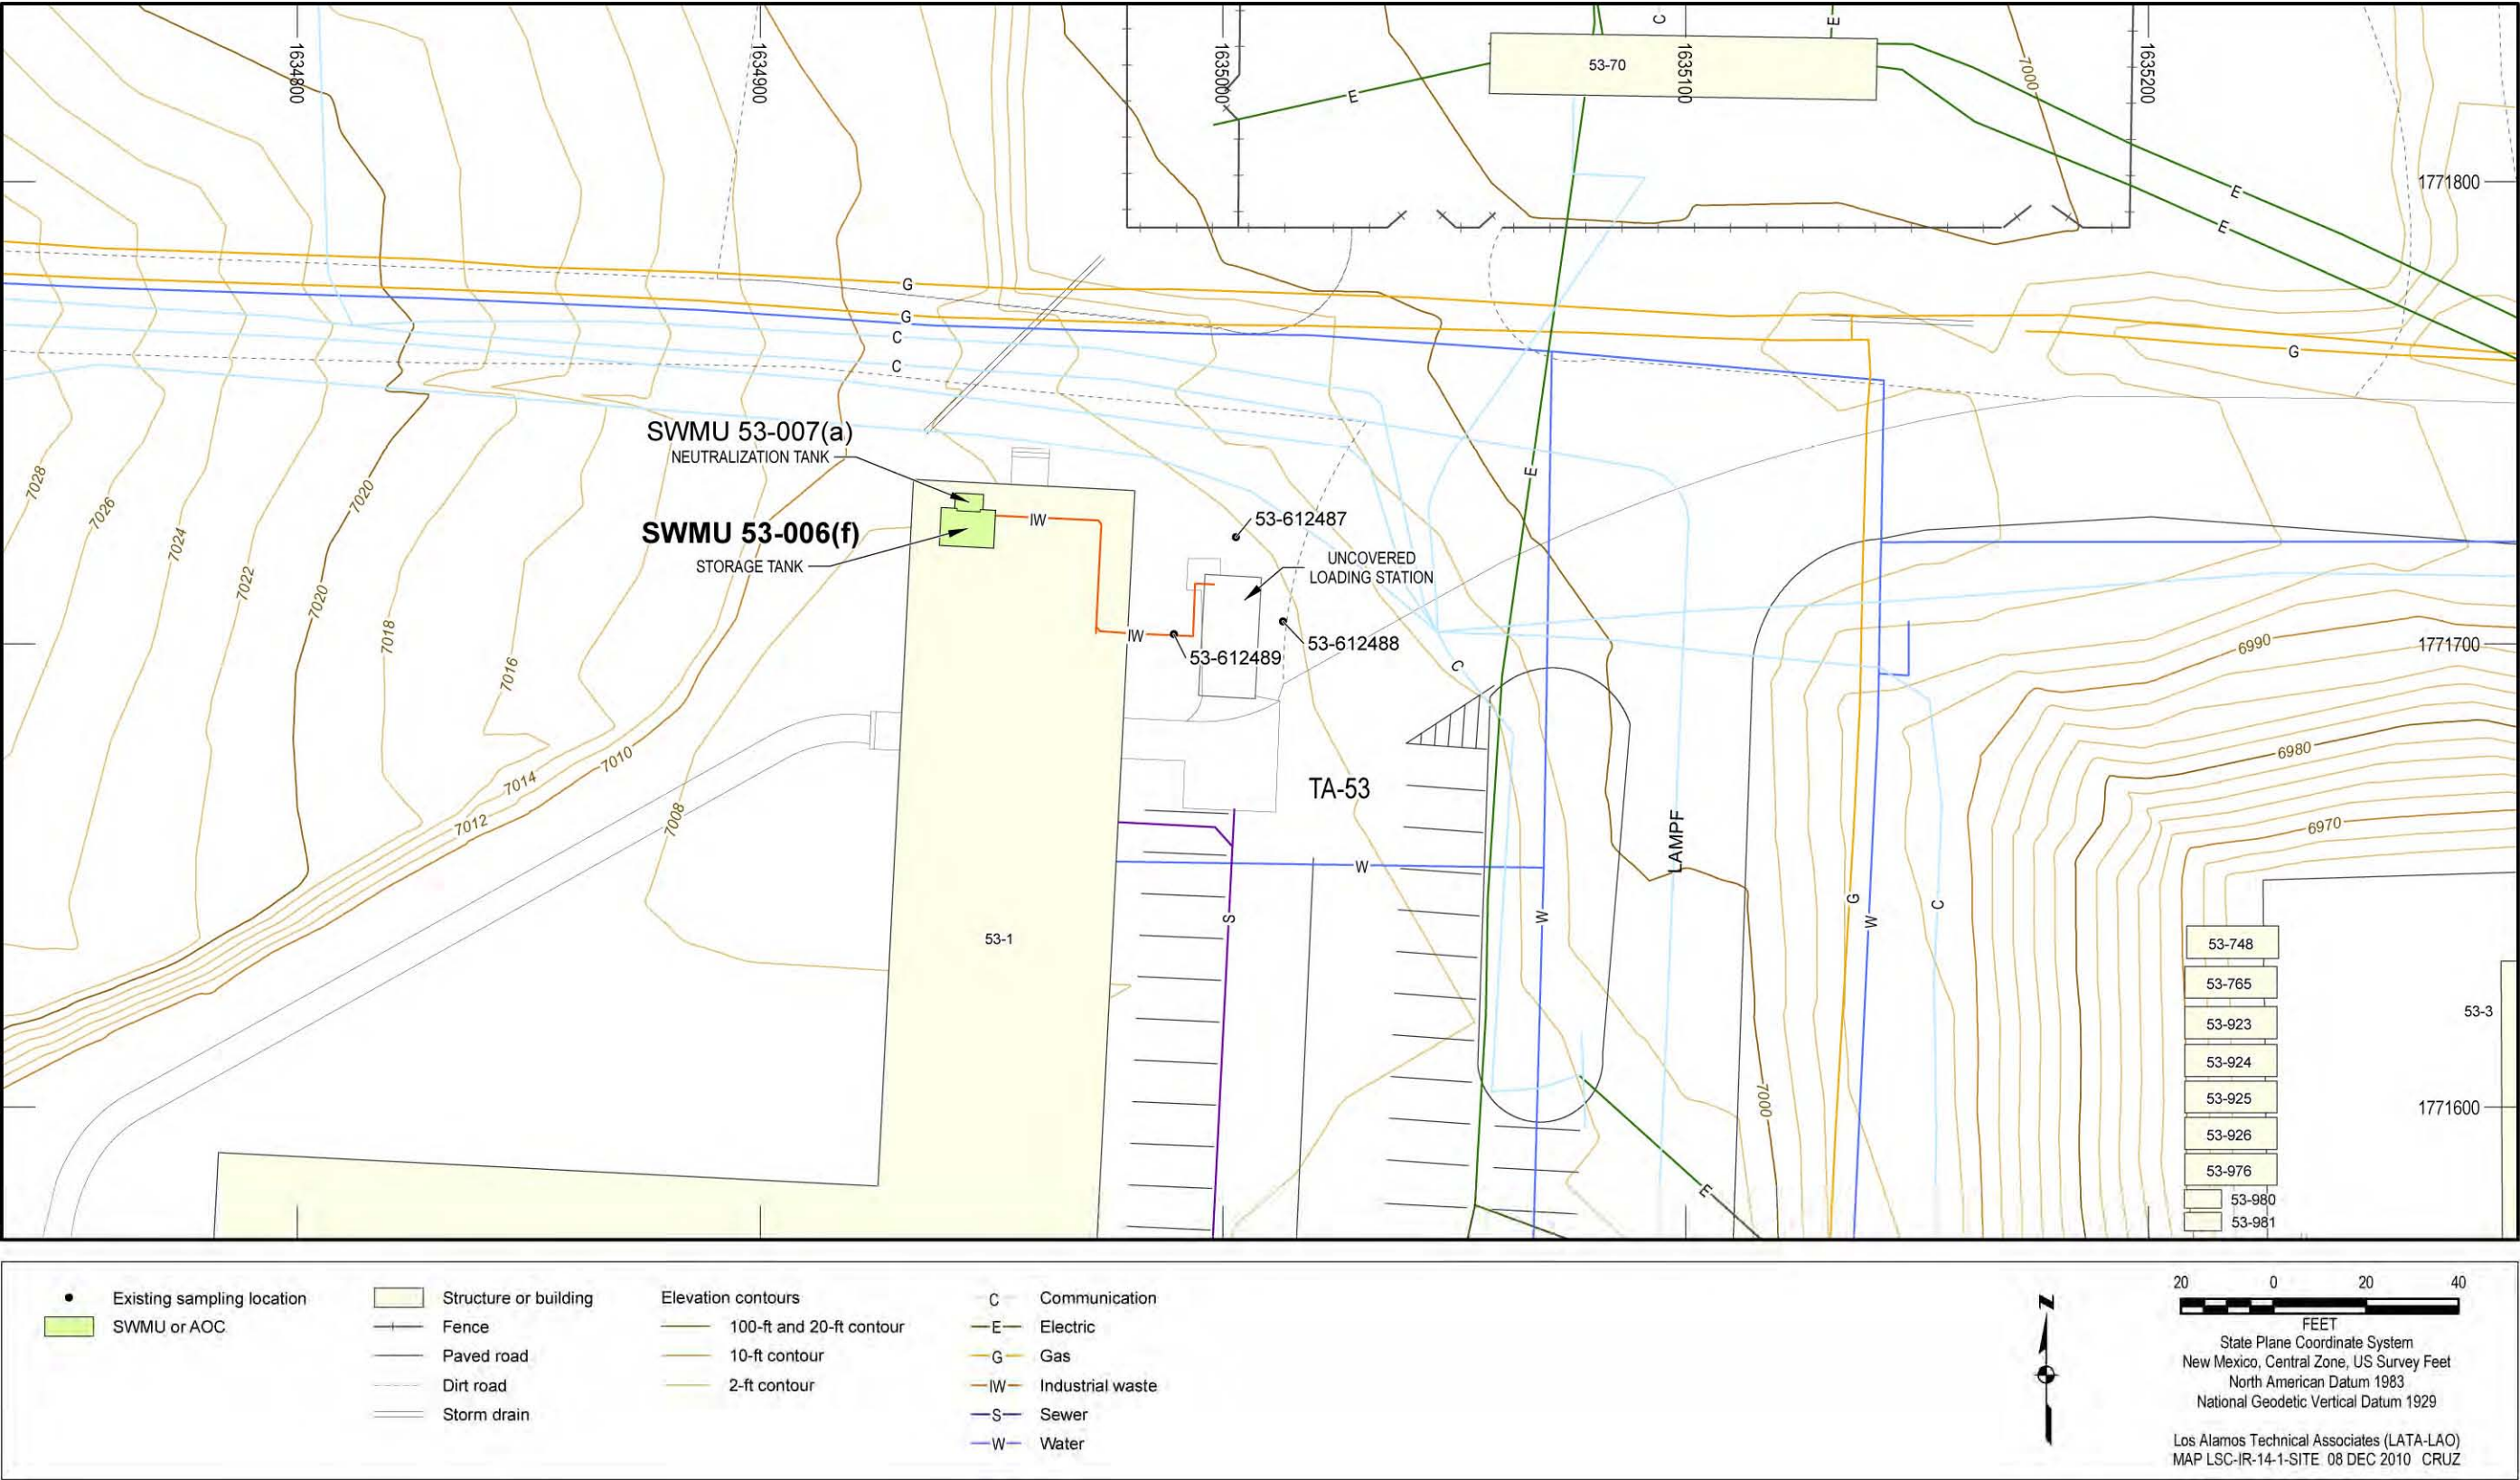 1634800
1634900
1635000
1635100
1635200
C
E
53-70
7000
E
1771800
E
E
G
G
C
C
G
SWMU 53-007(a)
NEUTRALIZATION TANK
SWMU 53-006(f)
STORAGE TANK
IW
53-612487
UNCOVERED
LOADING STATION
E
7028
7026
7024
7022
7020
7020
7018
7016
IW
53-612489
53-612488
C
6990
1771700
7014
7012
7010
7008
TA-53
LAMPF
6980
6970
W
S
W
G
W
C
53-1
53-748
53-765
53-923
53-924
53-925
53-926
53-976
53-980
53-981
53-3
7000
1771600
E
Existing sampling location
SWMU or AOC
Structure or building
Fence
Paved road
Dirt road
Storm drain
Elevation contours
100-ft and 20-ft contour
10-ft contour
2-ft contour
C Communication
E Electric
G Gas
IW Industrial waste
S Sewer
W Water
N
20 0 20 40
FEET
State Plane Coordinate System
New Mexico, Central Zone, US Survey Feet
North American Datum 1983
National Geodetic Vertical Datum 1929
Los Alamos Technical Associates (LATA-LAO)
MAP LSC-IR-14-1-SITE 08 DEC 2010 CRUZ